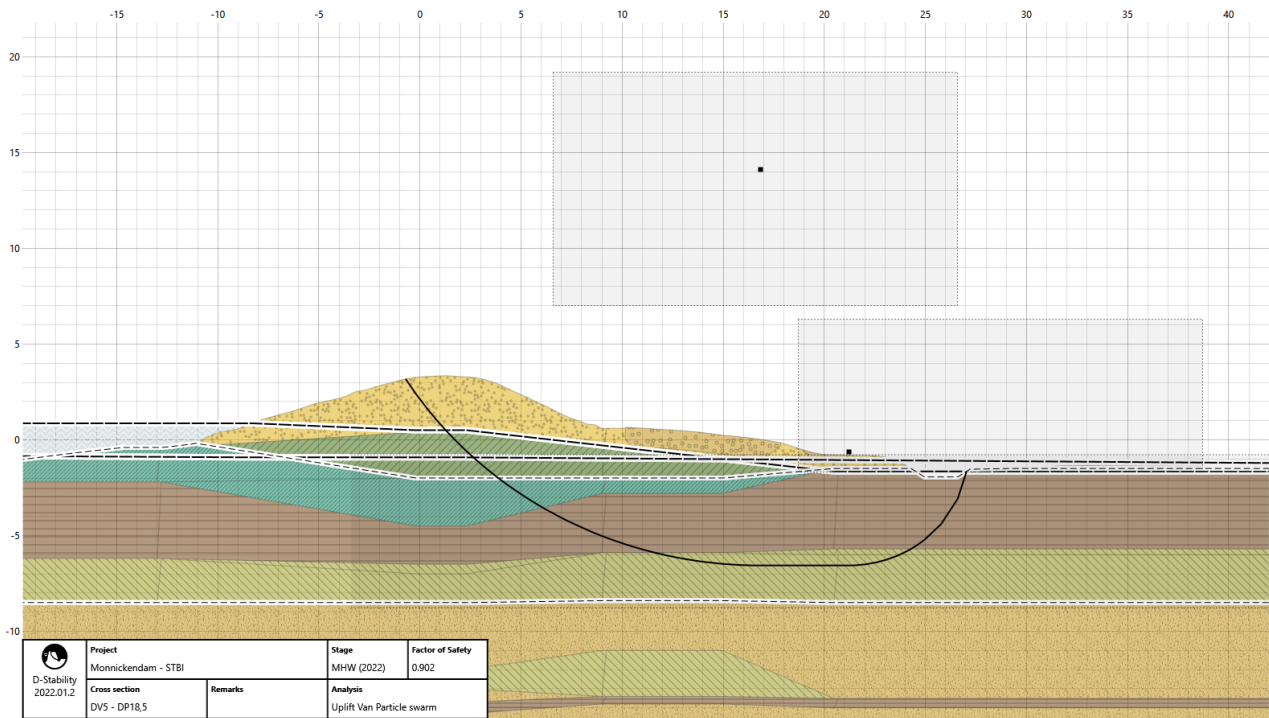 -15 -10 -5 0 5 10 15 20 25 30 35 40
20
15
10
5
0
-5
-10
D-Stability
2022.01.2
Project
Monnickendam - STBI
Stage
MHW (2022)
Factor of Safety
0.902
Cross section
DV5 - DP18,5
Remarks
Analysis
Uplift Van Particle swarm